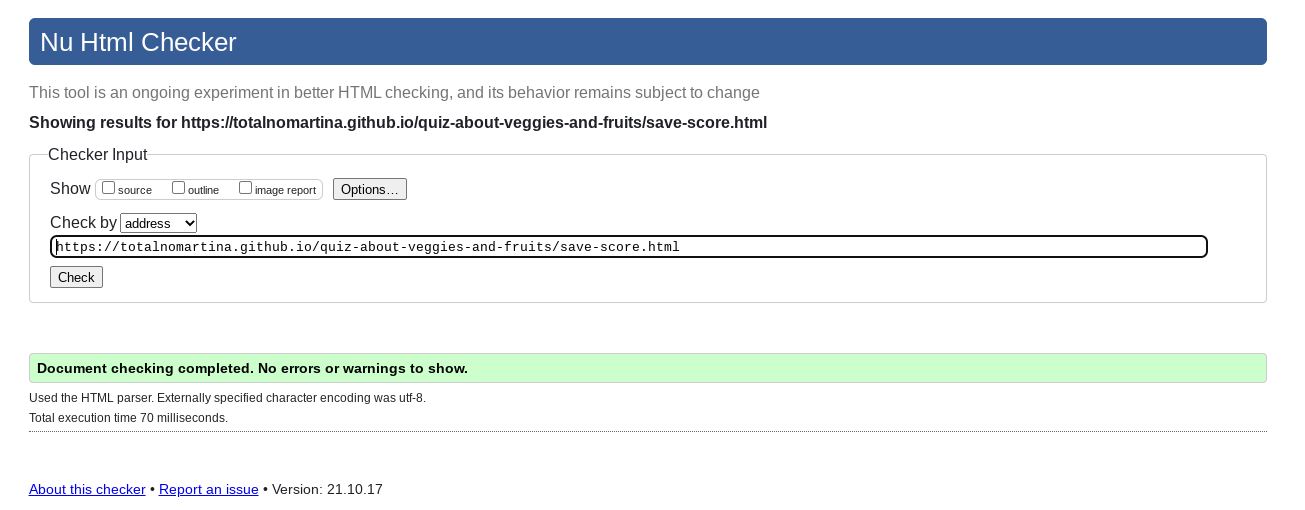 Nu Html Checker
This tool is an ongoing experiment in better HTML checking, and its behavior remains subject to change
Showing results for https://totalnomartina.github.io/quiz-about-veggies-and-fruits/save-score.html
Checker Input
Show source outline image report Options…
Check by address
https://totalnomartina.github.io/quiz-about-veggies-and-fruits/save-score.html
Check
Document checking completed. No errors or warnings to show.
Used the HTML parser. Externally specified character encoding was utf-8.
Total execution time 70 milliseconds.
About this checker • Report an issue • Version: 21.10.17